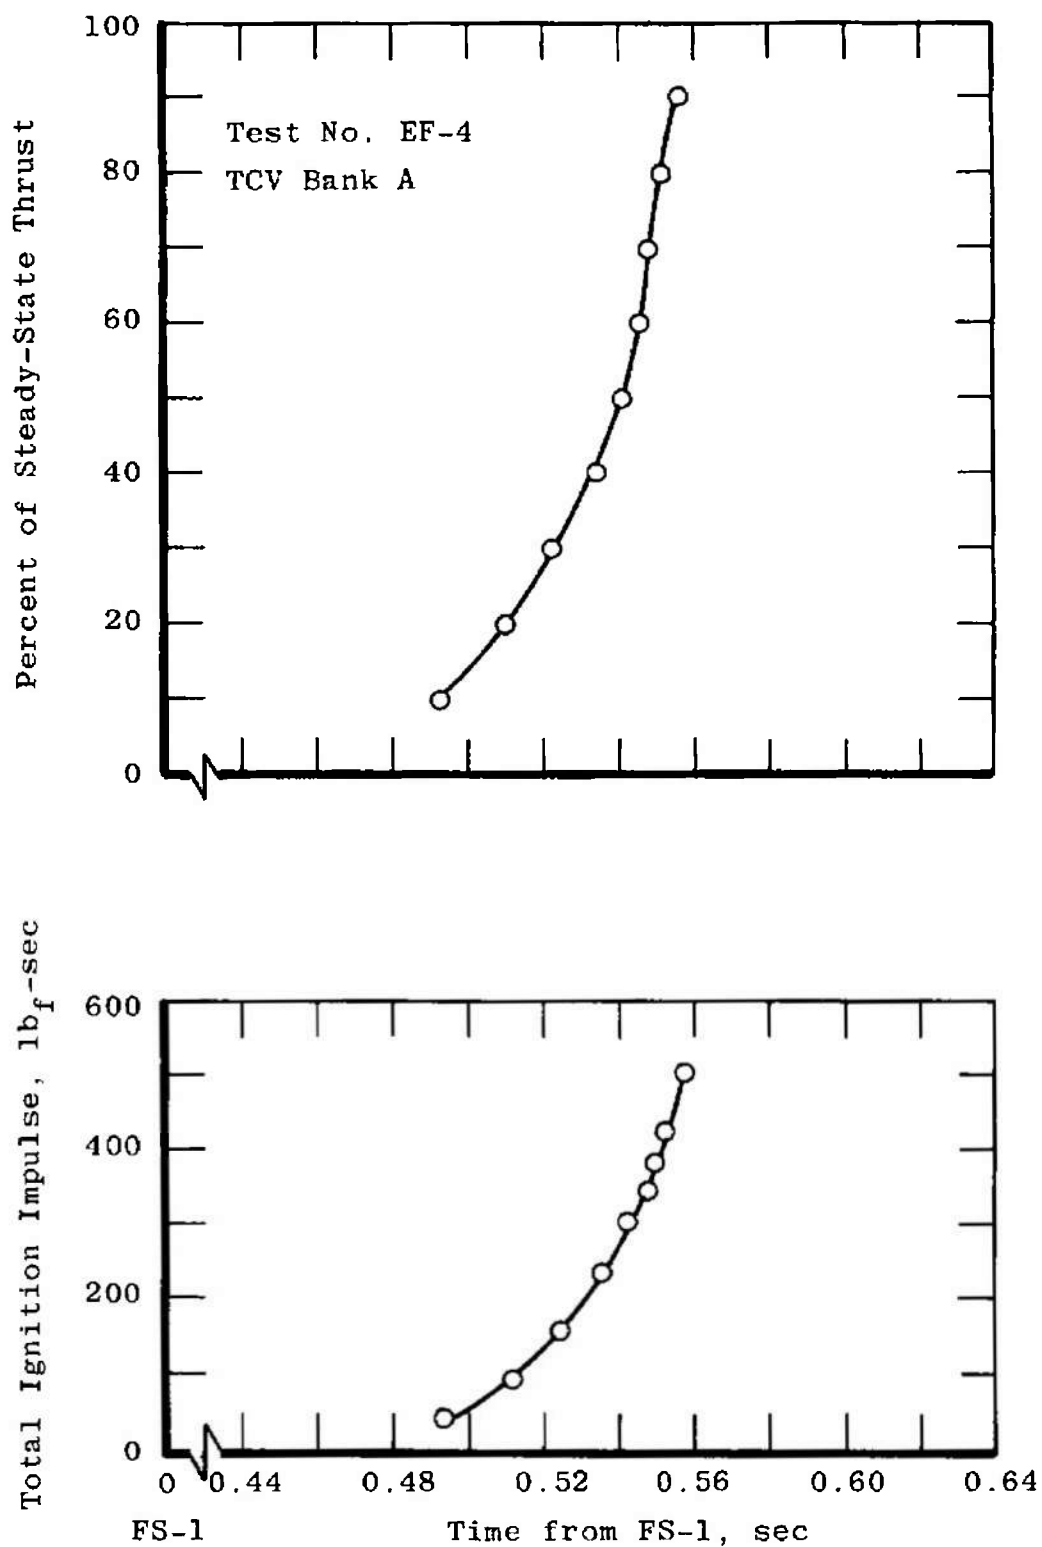 Percent of Steady-State Thrust
100
80
60
40
20
0
Test No. EF-4
TCV Bank A
Total Ignition Impulse, lbf-sec
600
400
200
0
0 0.44 0.48 0.52 0.56 0.60 0.64
FS-1
Time from FS-1, sec